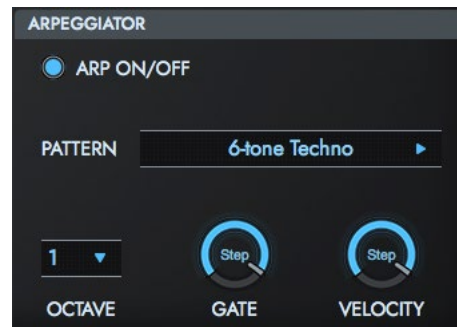 ARPEGGIATOR
ARP ON/OFF
PATTERN 6-tone Techno
1 Step Step
OCTAVE GATE VELOCITY